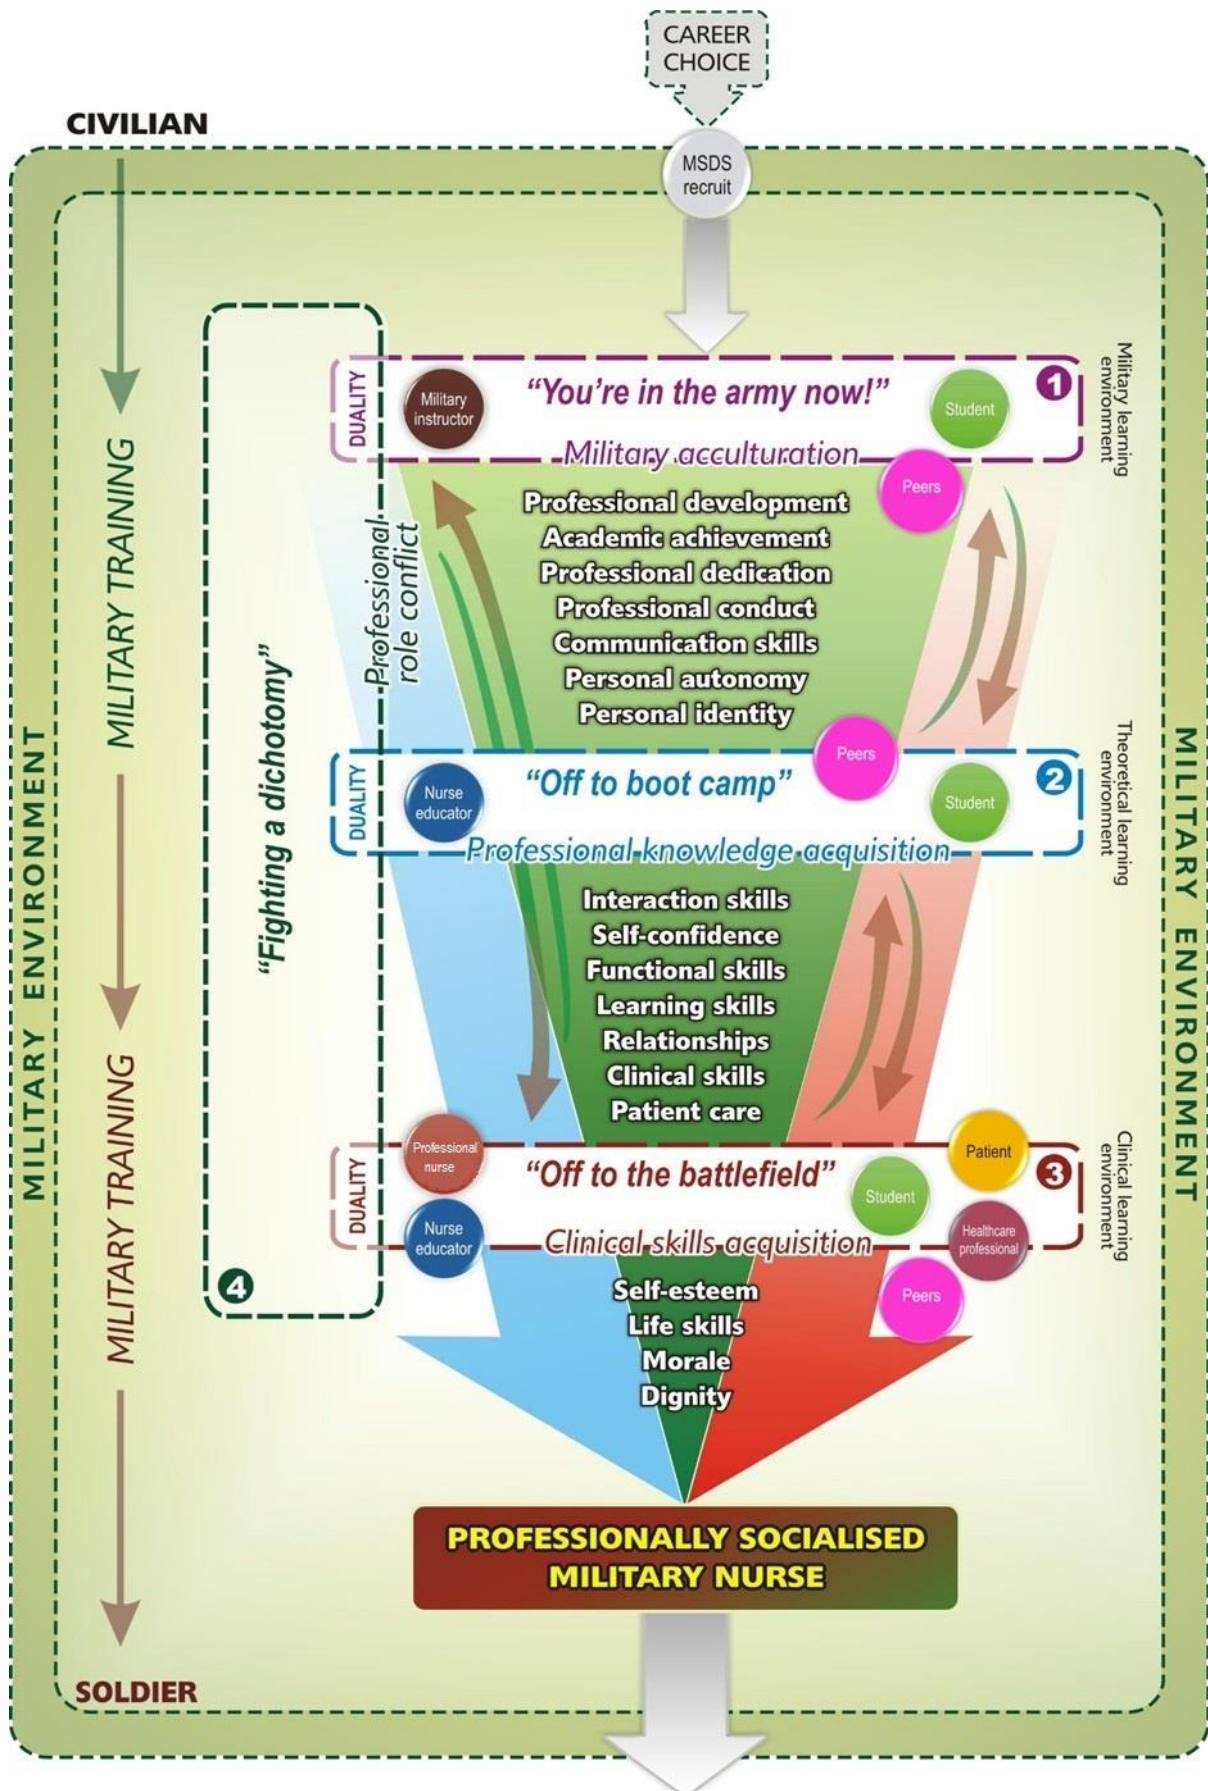 CAREER
CHOICE
CIVILIAN
MSDS
recruit
MILITARY TRAINING
MILITARY TRAINING
SOLDIER
MILITARY ENVIRONMENT
MILITARY ENVIRONMENT
DUALITY
Military
instructor
“You’re in the army now!”
Student
1
Military acculturation
Military learning
environment
Peers
Professional development
Academic achievement
Professional dedication
Professional conduct
Communication skills
Personal autonomy
Personal identity
Professional
role conflict
“Fighting a dichotomy”
4
DUALITY
Nurse
educator
“Off to boot camp”
Peers
Student
2
Professional knowledge acquisition
Theoretical learning
environment
Interaction skills
Self-confidence
Functional skills
Learning skills
Relationships
Clinical skills
Patient care
DUALITY
Professional
nurse
Nurse
educator
“Off to the battlefield”
Student
Patient
3
Healthcare
professional
Clinical skills acquisition
Clinical learning
environment
Peers
Self-esteem
Life skills
Morale
Dignity
PROFESSIONALLY SOCIALISED
MILITARY NURSE